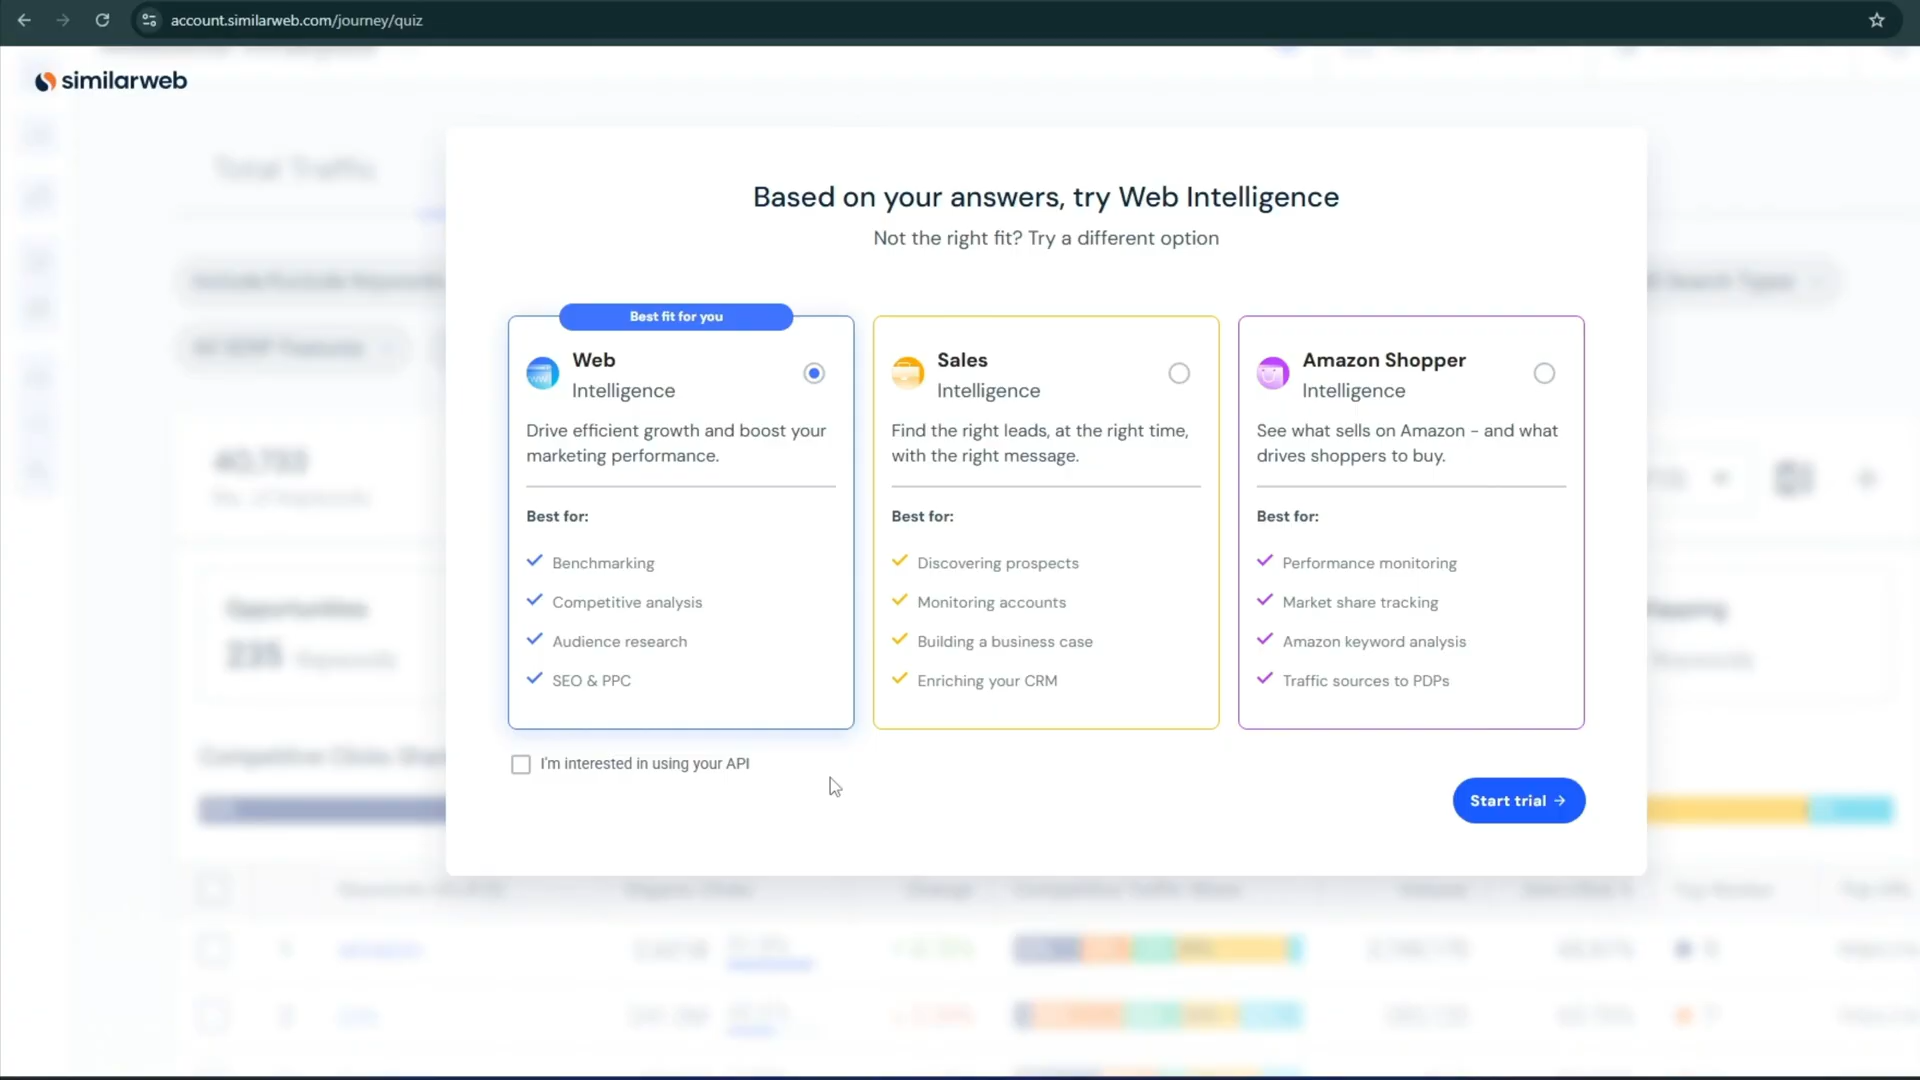 account.similarweb.com/journey/quiz
similarweb
Total Traffic
Based on your answers, try Web Intelligence
Not the right fit? Try a different option
Best fit for you
Web
Intelligence
Drive efficient growth and boost your
marketing performance.
Best for:
Benchmarking
Competitive analysis
Audience research
SEO & PPC
Sales
Intelligence
Find the right leads, at the right time,
with the right message.
Best for:
Discovering prospects
Monitoring accounts
Building a business case
Enriching your CRM
Amazon Shopper
Intelligence
See what sells on Amazon - and what
drives shoppers to buy.
Best for:
Performance monitoring
Market share tracking
Amazon keyword analysis
Traffic sources to PDPs
I'm interested in using your API
Start trial →
Opportunities
235 Keywords